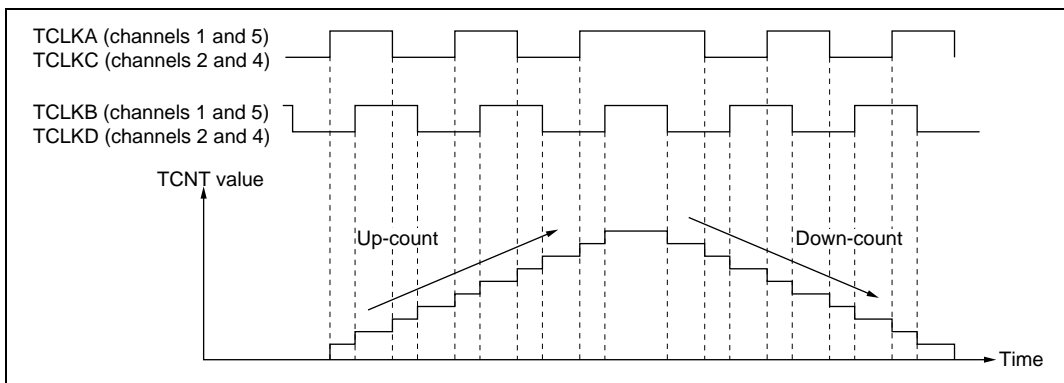 TCLKA (channels 1 and 5)
TCLKC (channels 2 and 4)
TCLKB (channels 1 and 5)
TCLKD (channels 2 and 4)
TCNT value
Up-count
Down-count
Time